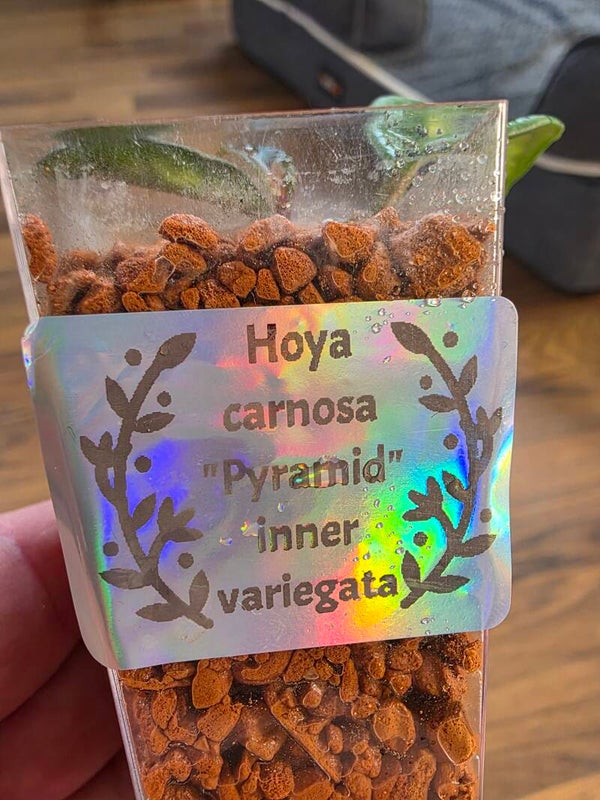 Hoya
carnosa
"Pyramid"
inner
variegata